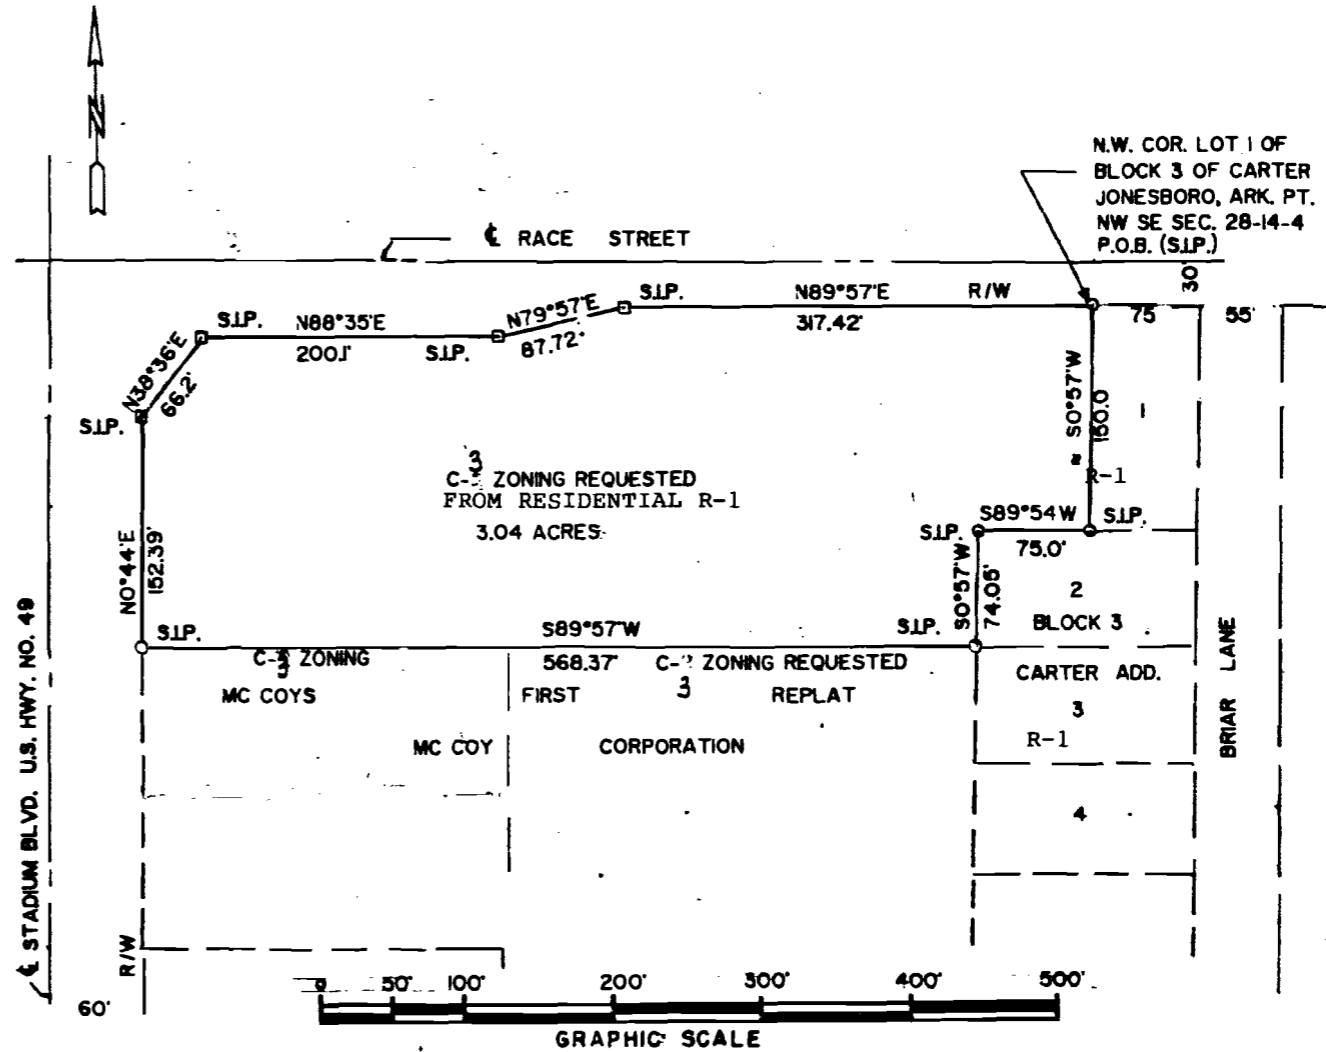 N
N.W. COR. LOT 1 OF
BLOCK 3 OF CARTER
JONESBORO, ARK. PT.
NW SE SEC. 28-14-4
P.O.B. (S.I.P.)
℄ RACE STREET
30'
S.I.P.
N89°57'E R/W
317.42'
75
55'
N79°57'E
87.72'
S.I.P.
N88°35'E
200.1'
S.I.P.
N38°36'E
66.2'
S.I.P.
S0°57'W
150.0
1
R-1
3
C- ZONING REQUESTED
FROM RESIDENTIAL R-1
3.04 ACRES
S89°54'W
75.0'
S.I.P.
S.I.P.
N0°44'E
152.39'
S0°57'W
74.05'
2
BLOCK 3
S.I.P.
S89°57'W
568.37'
S.I.P.
C-3 ZONING
C- ZONING REQUESTED
3
MC COYS FIRST REPLAT
MC COY CORPORATION
CARTER ADD.
3
R-1
4
BRIAR LANE
℄ STADIUM BLVD. U.S. HWY. NO. 49
R/W
60'
0 50' 100' 200' 300' 400' 500'
GRAPHIC SCALE